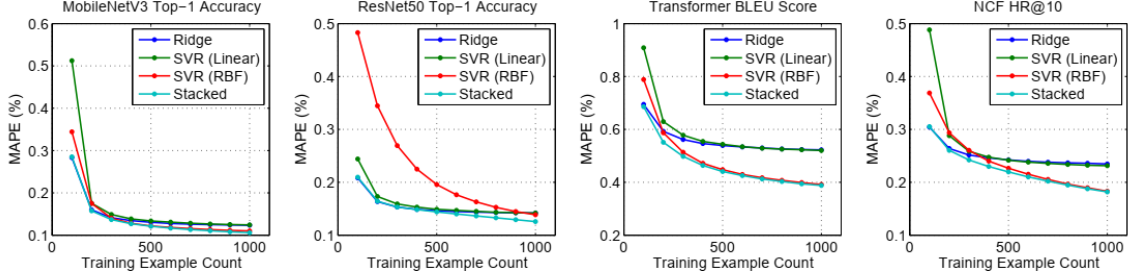 MobileNetV3 Top-1 Accuracy
0.6
0.5
0.4
0.3
0.2
0.1
MAPE (%)
Ridge
SVR (Linear)
SVR (RBF)
Stacked
0 500 1000
Training Example Count
ResNet50 Top-1 Accuracy
0.5
0.4
0.3
0.2
0.1
MAPE (%)
Ridge
SVR (Linear)
SVR (RBF)
Stacked
0 500 1000
Training Example Count
Transformer BLEU Score
1
0.8
0.6
0.4
0.2
MAPE (%)
Ridge
SVR (Linear)
SVR (RBF)
Stacked
0 500 1000
Training Example Count
NCF HR@10
0.5
0.4
0.3
0.2
0.1
MAPE (%)
Ridge
SVR (Linear)
SVR (RBF)
Stacked
0 500 1000
Training Example Count